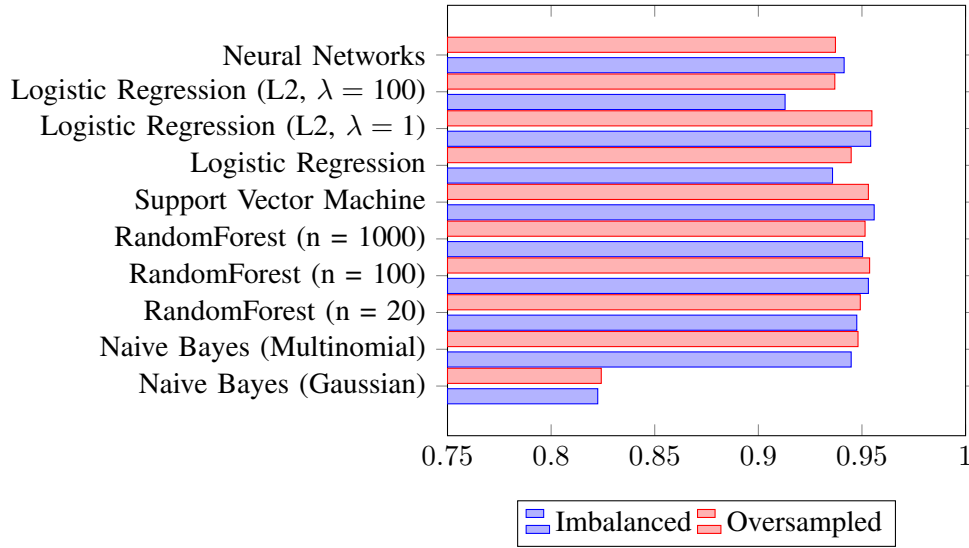 Neural Networks
Logistic Regression (L2, λ = 100)
Logistic Regression (L2, λ = 1)
Logistic Regression
Support Vector Machine
RandomForest (n = 1000)
RandomForest (n = 100)
RandomForest (n = 20)
Naive Bayes (Multinomial)
Naive Bayes (Gaussian)
0.75 0.8 0.85 0.9 0.95 1
Imbalanced Oversampled